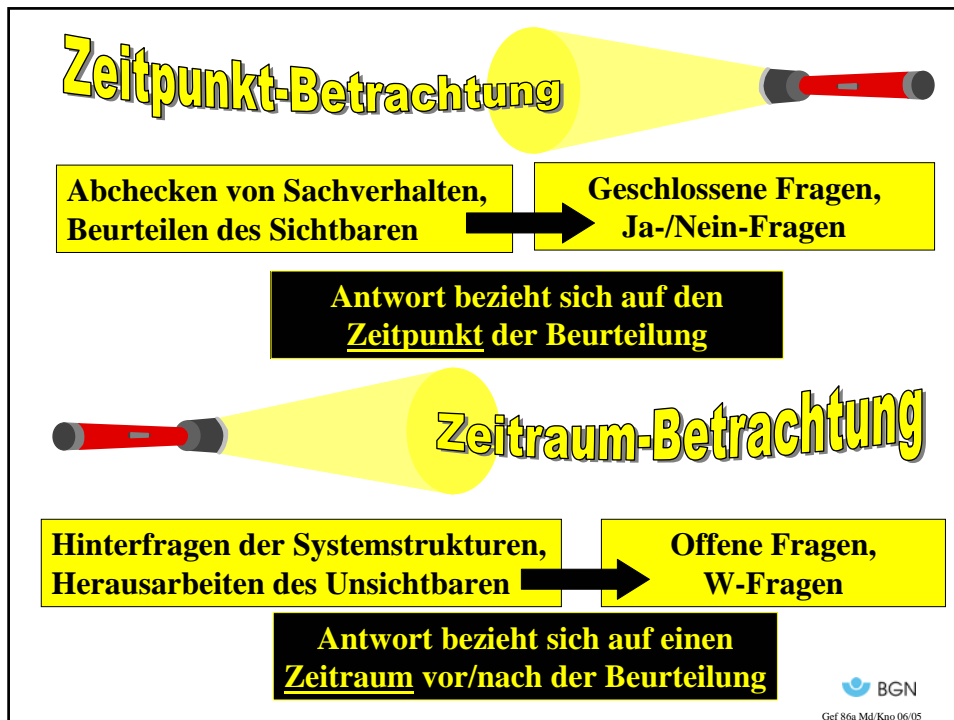 Zeitpunkt-Betrachtung
Abchecken von Sachverhalten,
Beurteilen des Sichtbaren
Geschlossene Fragen,
Ja-/Nein-Fragen
Antwort bezieht sich auf den
Zeitpunkt der Beurteilung
Zeitraum-Betrachtung
Hinterfragen der Systemstrukturen,
Herausarbeiten des Unsichtbaren
Offene Fragen,
W-Fragen
Antwort bezieht sich auf einen
Zeitraum vor/nach der Beurteilung
BGN
Gef 86a Md/Kno 06/05